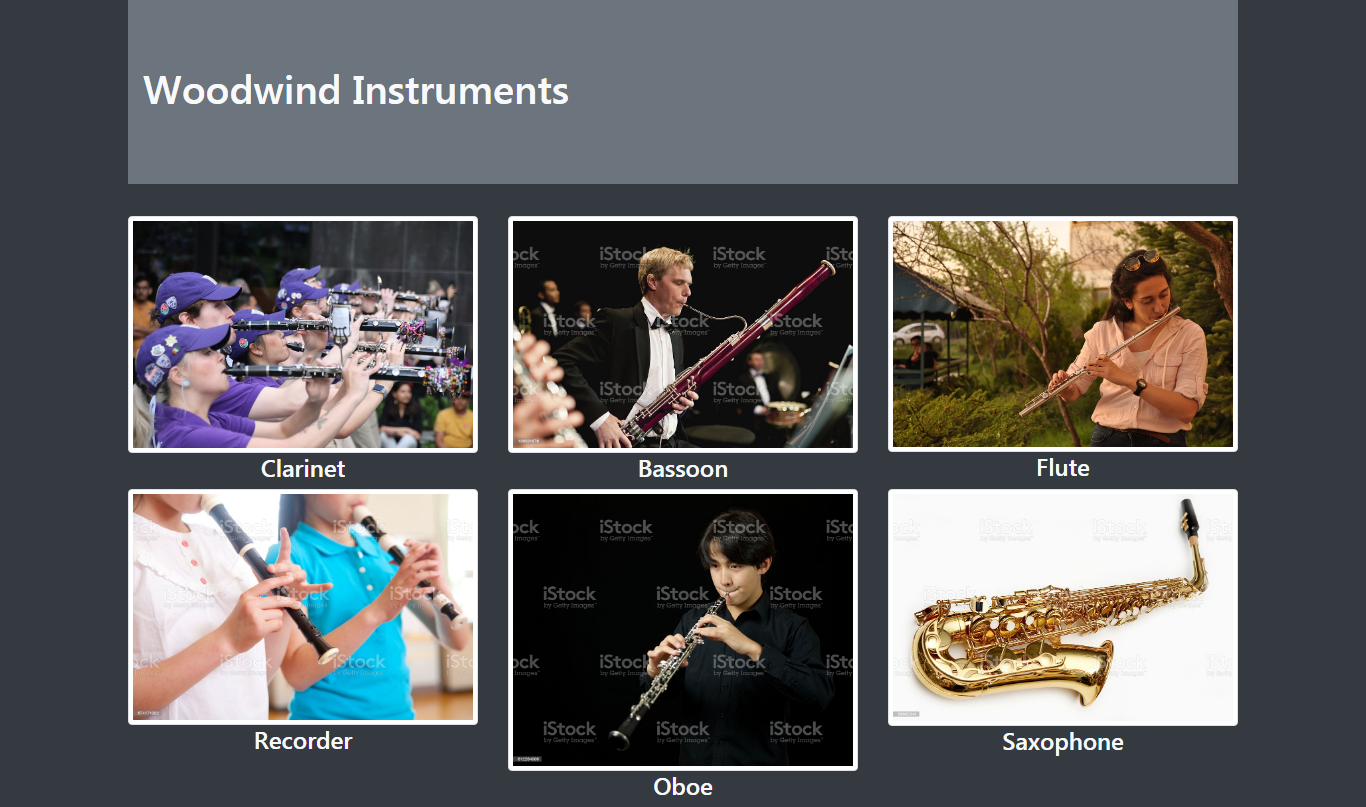 Woodwind Instruments
iStock
by Getty Images
Clarinet
Bassoon
Flute
iStock
by Getty Images
iStock
by Getty Images
iStock
by Getty Images
Recorder
Oboe
Saxophone